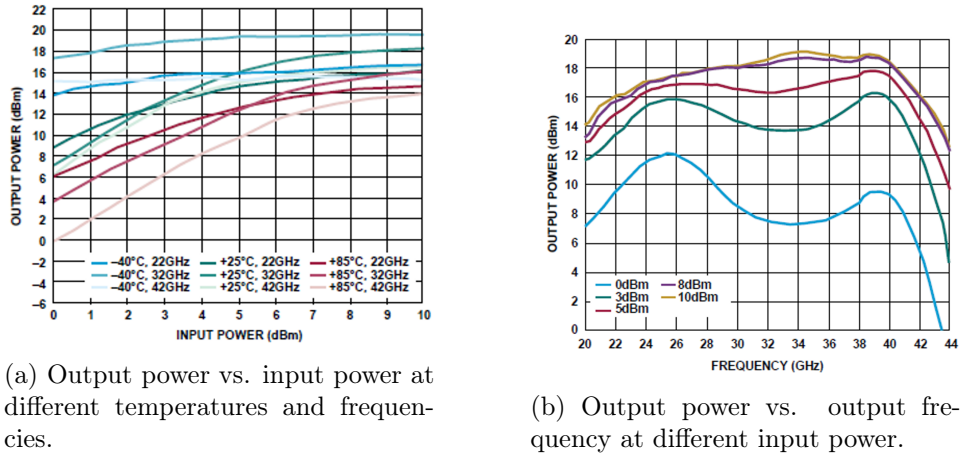 22
20
18
16
14
12
10
8
6
4
2
0
–2
–4
–6
OUTPUT POWER (dBm)
–40°C, 22GHz +25°C, 22GHz +85°C, 22GHz
–40°C, 32GHz +25°C, 32GHz +85°C, 32GHz
–40°C, 42GHz +25°C, 42GHz +85°C, 42GHz
0 1 2 3 4 5 6 7 8 9 10
INPUT POWER (dBm)
(a) Output power vs. input power at
different temperatures and frequen-
cies.
20
18
16
14
12
10
8
6
4
2
0
OUTPUT POWER (dBm)
0dBm 8dBm
3dBm 10dBm
5dBm
20 22 24 26 28 30 32 34 36 38 40 42 44
FREQUENCY (GHz)
(b) Output power vs. output fre-
quency at different input power.